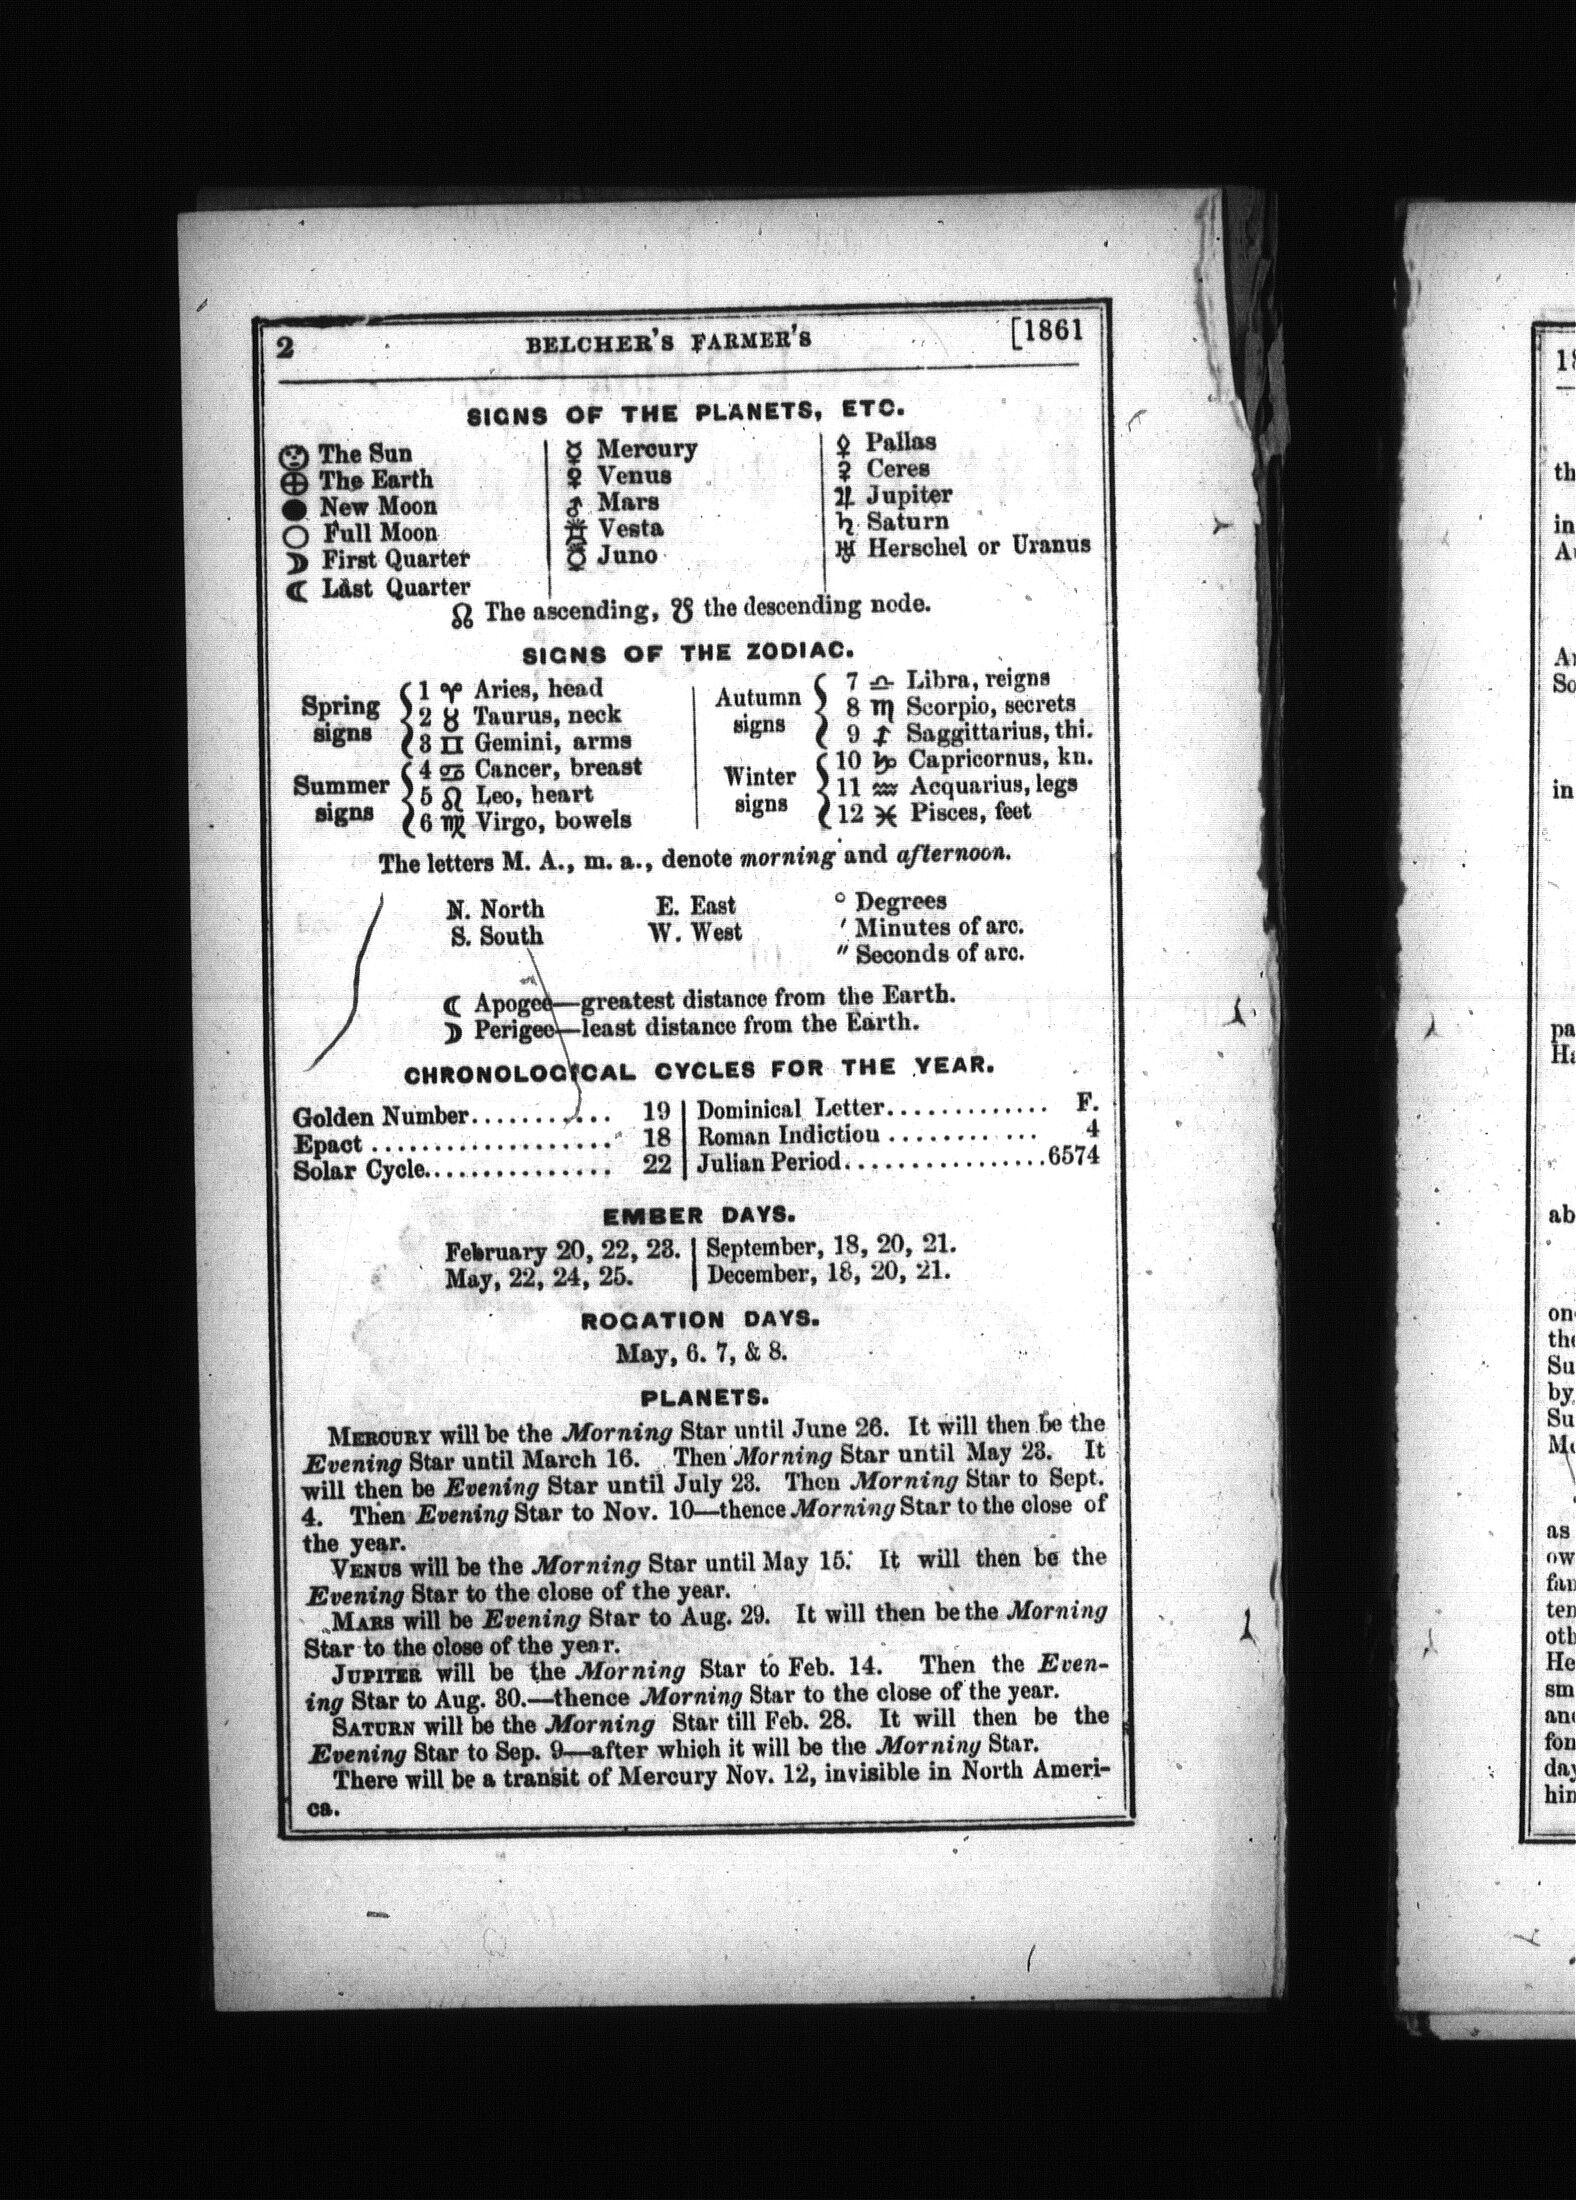 2 BELCHER'S FARMER'S [1861
SIGNS OF THE PLANETS, ETC.
The Sun
⊕ The Earth
● New Moon
○ Full Moon
☽ First Quarter
☾ Last Quarter
☿ Mercury
♀ Venus
♂ Mars
Vesta
Juno
⚴ Pallas
⚳ Ceres
♃ Jupiter
♄ Saturn
♅ Herschel or Uranus
☊ The ascending, ☋ the descending node.
SIGNS OF THE ZODIAC.
Spring signs
1 ♈ Aries, head
2 ♉ Taurus, neck
3 ♊ Gemini, arms
Summer signs
4 ♋ Cancer, breast
5 ♌ Leo, heart
6 ♍ Virgo, bowels
Autumn signs
7 ♎ Libra, reigns
8 ♏ Scorpio, secrets
9 ♐ Saggittarius, thi.
Winter signs
10 ♑ Capricornus, kn.
11 ♒ Acquarius, legs
12 ♓ Pisces, feet
The letters M. A., m. a., denote morning and afternoon.
N. North E. East ° Degrees
S. South W. West ′ Minutes of arc.
″ Seconds of arc.
☾ Apogee—greatest distance from the Earth.
☽ Perigee—least distance from the Earth.
CHRONOLOGICAL CYCLES FOR THE YEAR.
Golden Number........... 19 | Dominical Letter............. F.
Epact .................. 18 | Roman Indiction ............ 4
Solar Cycle............... 22 | Julian Period................6574
EMBER DAYS.
February 20, 22, 23. | September, 18, 20, 21.
May, 22, 24, 25. | December, 18, 20, 21.
ROGATION DAYS.
May, 6. 7, & 8.
PLANETS.
MERCURY will be the Morning Star until June 26. It will then be the
Evening Star until March 16. Then Morning Star until May 23. It
will then be Evening Star until July 23. Then Morning Star to Sept.
4. Then Evening Star to Nov. 10—thence Morning Star to the close of
the year.
VENUS will be the Morning Star until May 15. It will then be the
Evening Star to the close of the year.
MARS will be Evening Star to Aug. 29. It will then be the Morning
Star to the close of the year.
JUPITER will be the Morning Star to Feb. 14. Then the Even-
ing Star to Aug. 30.—thence Morning Star to the close of the year.
SATURN will be the Morning Star till Feb. 28. It will then be the
Evening Star to Sep. 9—after which it will be the Morning Star.
There will be a transit of Mercury Nov. 12, invisible in North Ameri-
ca.